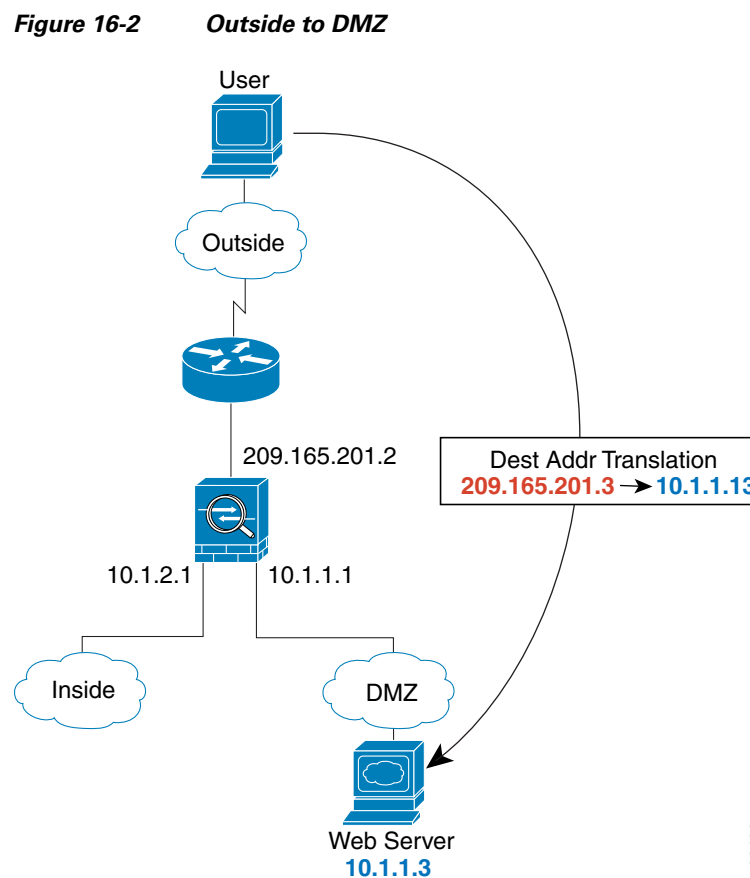 Figure 16-2 Outside to DMZ
User
Outside
209.165.201.2
Dest Addr Translation
209.165.201.3 → 10.1.1.13
10.1.2.1
10.1.1.1
Inside
DMZ
Web Server
10.1.1.3